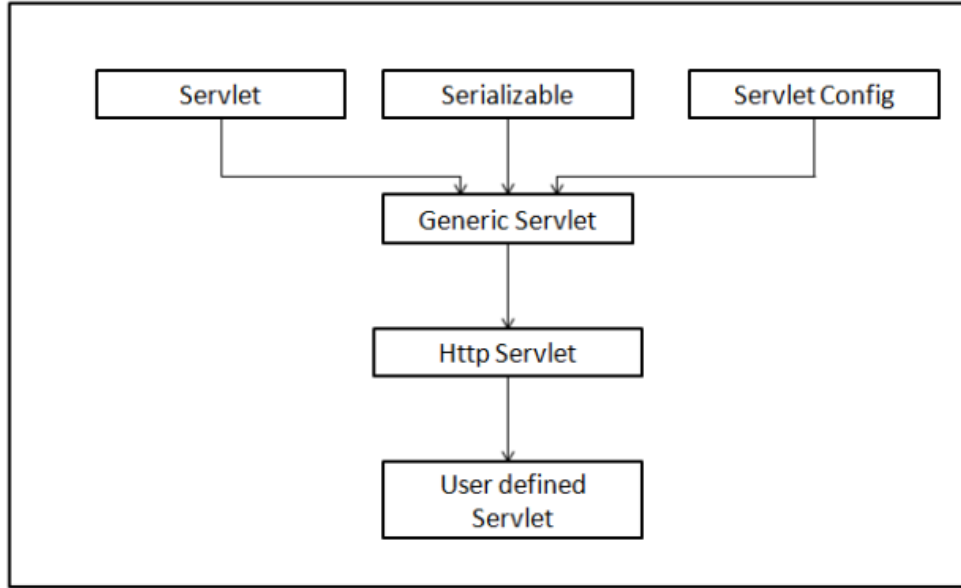 Servlet
Serializable
Servlet Config
Generic Servlet
Http Servlet
User defined
Servlet